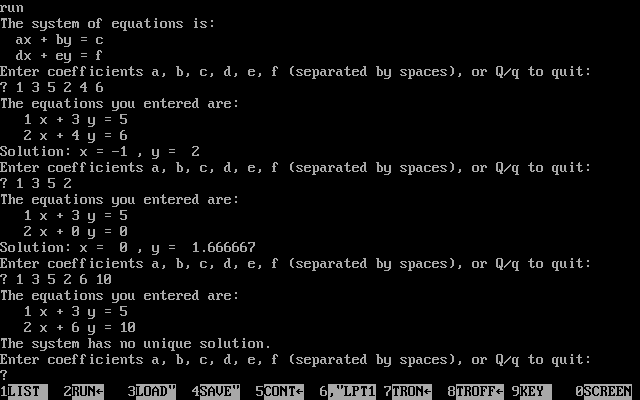 run
The system of equations is:
  ax + by = c
  dx + ey = f
Enter coefficients a, b, c, d, e, f (separated by spaces), or Q/q to quit:
? 1 3 5 2 4 6
The equations you entered are:
   1 x + 3 y = 5
   2 x + 4 y = 6
Solution: x = -1 , y =  2
Enter coefficients a, b, c, d, e, f (separated by spaces), or Q/q to quit:
? 1 3 5 2
The equations you entered are:
   1 x + 3 y = 5
   2 x + 0 y = 0
Solution: x =  0 , y =  1.666667
Enter coefficients a, b, c, d, e, f (separated by spaces), or Q/q to quit:
? 1 3 5 2 6 10
The equations you entered are:
   1 x + 3 y = 5
   2 x + 6 y = 10
The system has no unique solution.
Enter coefficients a, b, c, d, e, f (separated by spaces), or Q/q to quit:
?
1LIST  2RUN←  3LOAD"  4SAVE"  5CONT←  6,"LPT1  7TRON←  8TROFF←  9KEY  0SCREEN